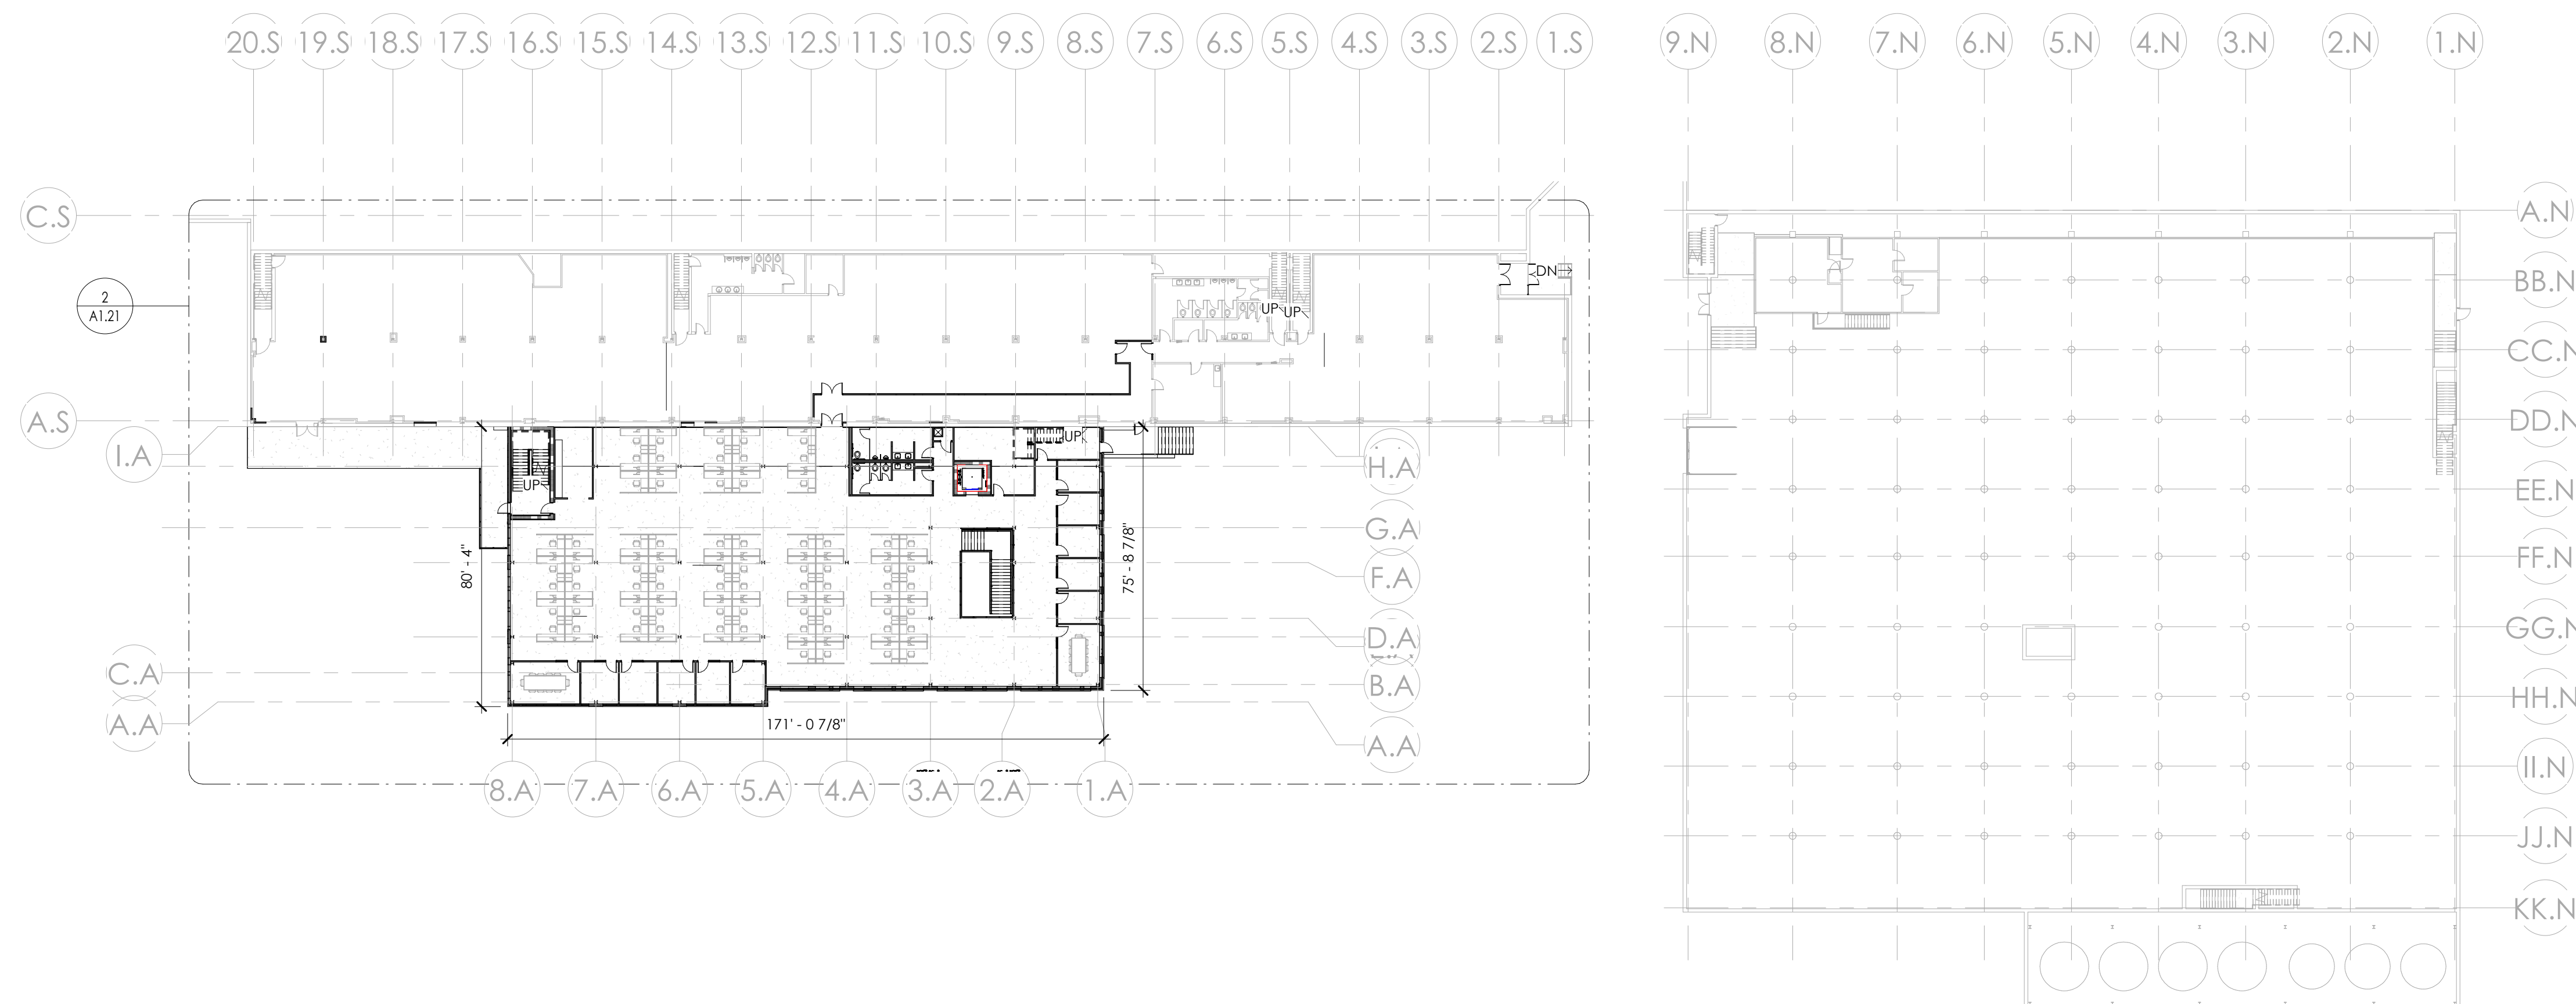 20.S 19.S 18.S 17.S 16.S 15.S 14.S 13.S 12.S 11.S 10.S 9.S 8.S 7.S 6.S 5.S 4.S 3.S 2.S 1.S 9.N 8.N 7.N 6.N 5.N 4.N 3.N 2.N 1.N
C.S
A.N
2
A1.21
DN
BB.N
UP
UP
CC.N
A.S
DD.N
UP
I.A
H.A
UP
EE.N
G.A
80' - 4"
75' - 8 7/8"
FF.N
F.A
D.A
GG.N
C.A
B.A
HH.N
171' - 0 7/8"
A.A
A.A
II.N
8.A 7.A 6.A 5.A 4.A 3.A 2.A 1.A
JJ.N
KK.N